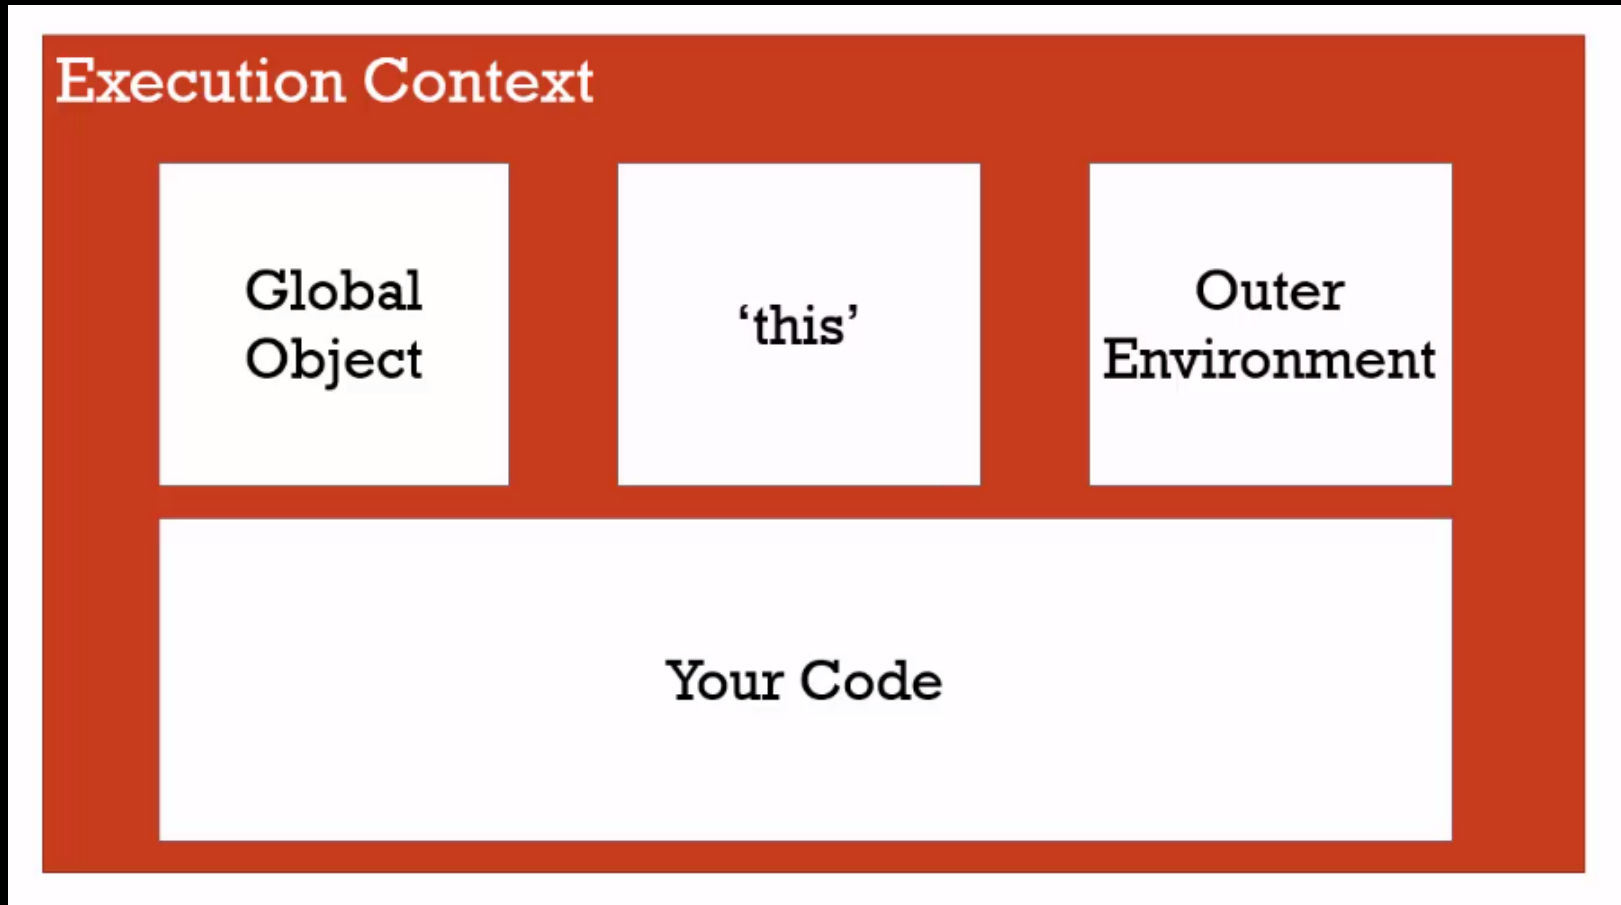 Execution Context
Global
Object
‘this’
Outer
Environment
Your Code